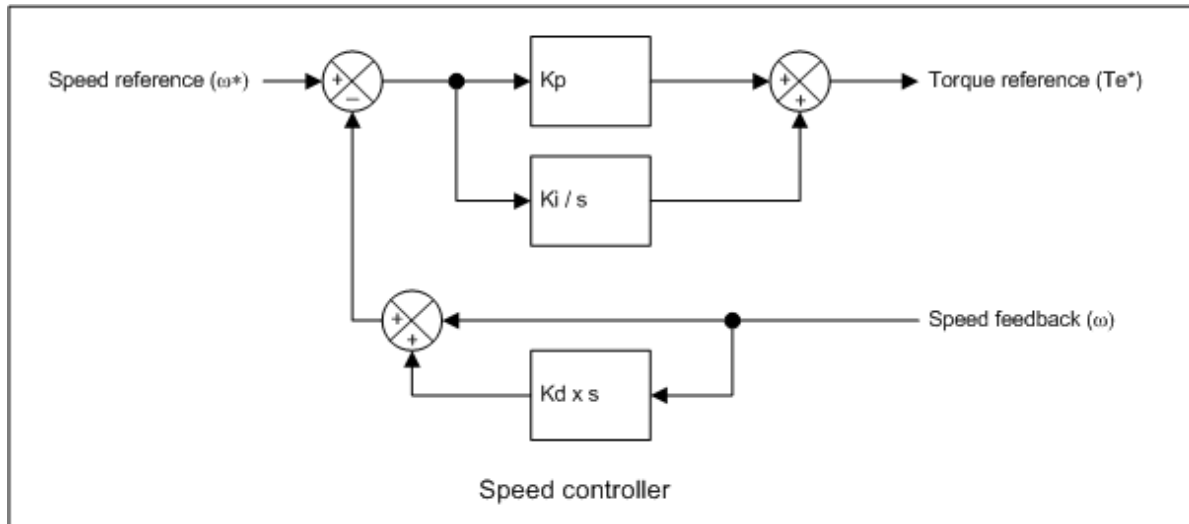 Speed reference (ω*)
+
−
Kp
+
+
Torque reference (Te*)
Ki / s
+
+
Speed feedback (ω)
Kd x s
Speed controller